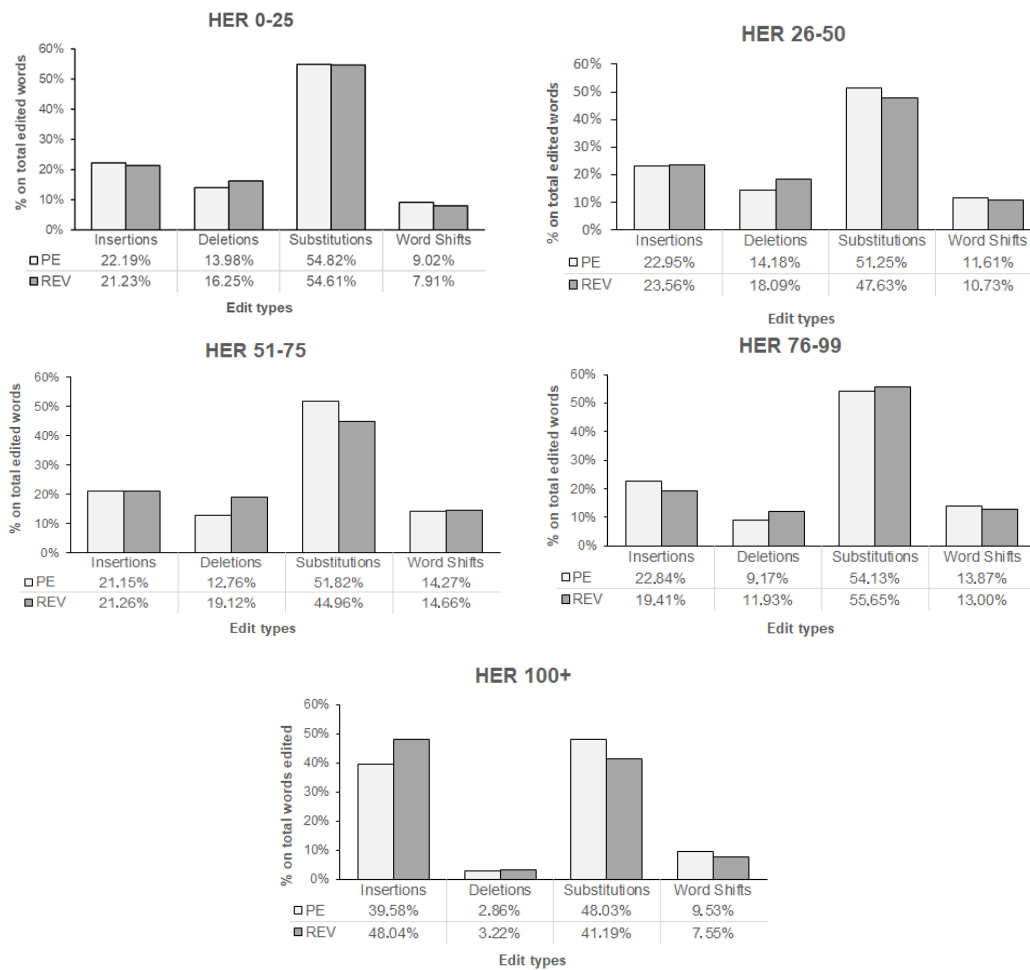 HER 0-25
% on total edited words
60%
50%
40%
30%
20%
10%
0%
Insertions Deletions Substitutions Word Shifts
PE 22.19% 13.98% 54.82% 9.02%
REV 21.23% 16.25% 54.61% 7.91%
Edit types
HER 26-50
% on total edited words
60%
50%
40%
30%
20%
10%
0%
Insertions Deletions Substitutions Word Shifts
PE 22.95% 14.18% 51.25% 11.61%
REV 23.56% 18.09% 47.63% 10.73%
Edit types
HER 51-75
% on total edited words
60%
50%
40%
30%
20%
10%
0%
Insertions Deletions Substitutions Word Shifts
PE 21.15% 12.76% 51.82% 14.27%
REV 21.26% 19.12% 44.96% 14.66%
Edit types
HER 76-99
% on total edited words
60%
50%
40%
30%
20%
10%
0%
Insertions Deletions Substitutions Word Shifts
PE 22.84% 9.17% 54.13% 13.87%
REV 19.41% 11.93% 55.65% 13.00%
Edit types
HER 100+
% on total words edited
60%
50%
40%
30%
20%
10%
0%
Insertions Deletions Substitutions Word Shifts
PE 39.58% 2.86% 48.03% 9.53%
REV 48.04% 3.22% 41.19% 7.55%
Edit types